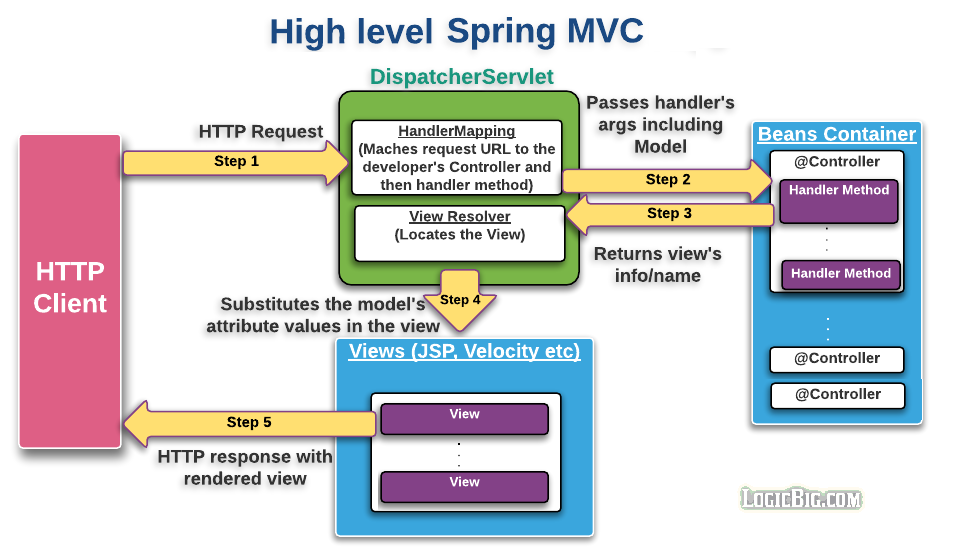 High level Spring MVC
DispatcherServlet
HTTP Request
Step 1
HandlerMapping
(Maches request URL to the
developer's Controller and
then handler method)
View Resolver
(Locates the View)
Passes handler's
args including
Model
Step 2
Step 3
Returns view's
info/name
Beans Container
@Controller
Handler Method
Handler Method
@Controller
@Controller
HTTP
Client
Substitutes the model's
attribute values in the view
Step 4
Views (JSP, Velocity etc)
View
View
Step 5
HTTP response with
rendered view
LogicBig.com